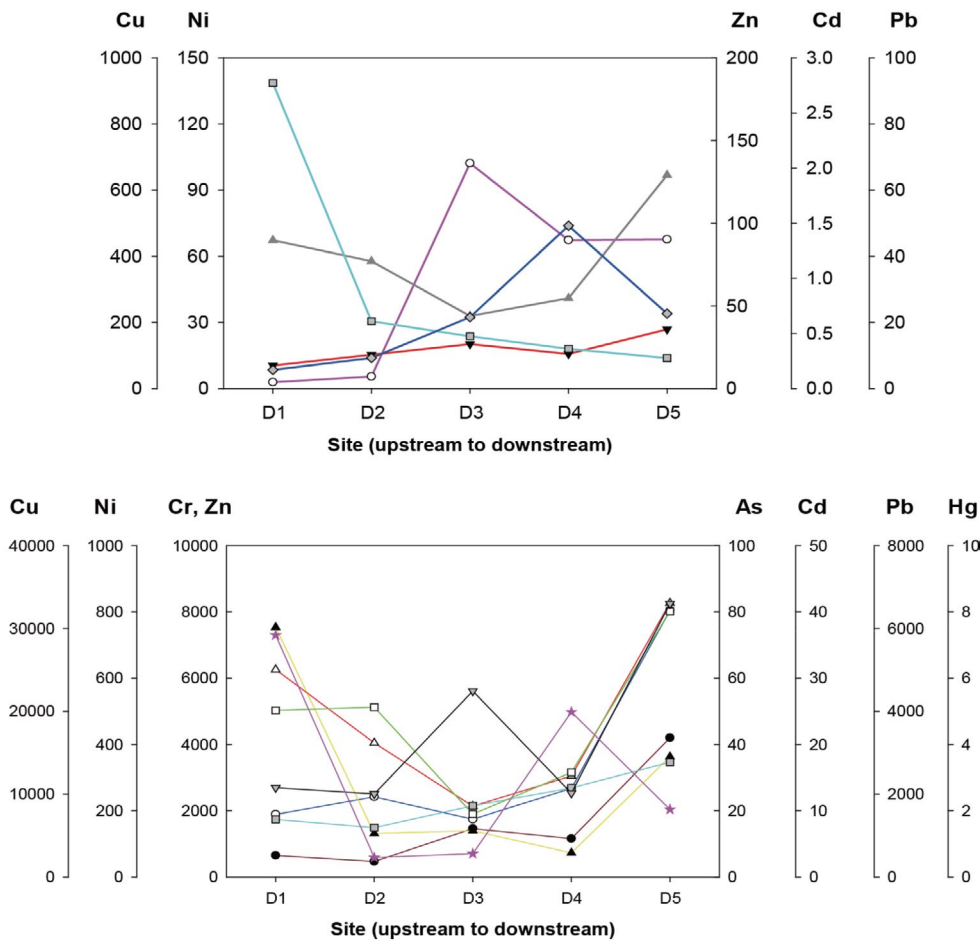 Cu Ni Zn Cd Pb
1000 150 200 3.0 100
2.5
800 120 80
150
2.0
600 90 60
100 1.5
400 60 40
1.0
50
200 30 20
0.5
0 0 0 0.0 0
D1 D2 D3 D4 D5
Site (upstream to downstream)
Cu Ni Cr, Zn As Cd Pb Hg
40000 1000 10000 100 50 8000 10
800 8000 80 40 8
30000 6000
600 6000 60 30 6
20000 4000
400 4000 40 20 4
10000 2000
200 2000 20 10 2
0 0 0 0 0 0 0
D1 D2 D3 D4 D5
Site (upstream to downstream)